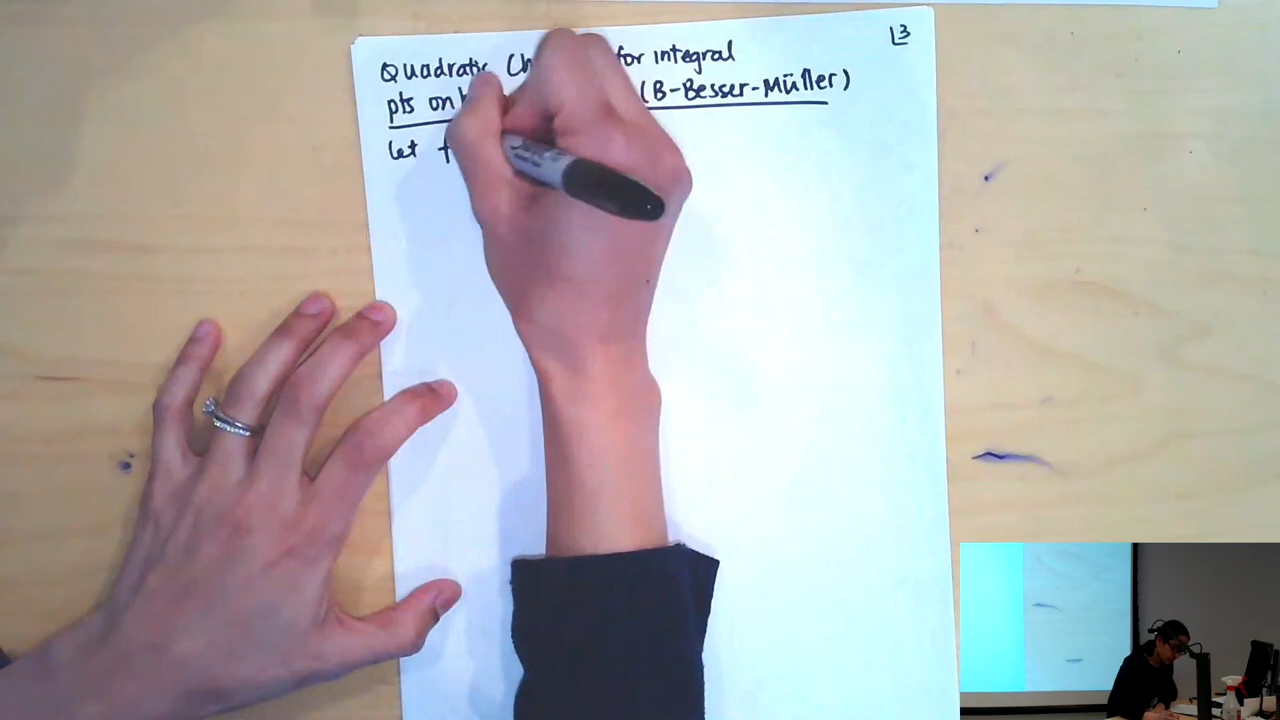 L3
Quadratic Ch for integral
pts on (B-Besser-Müller)
let f